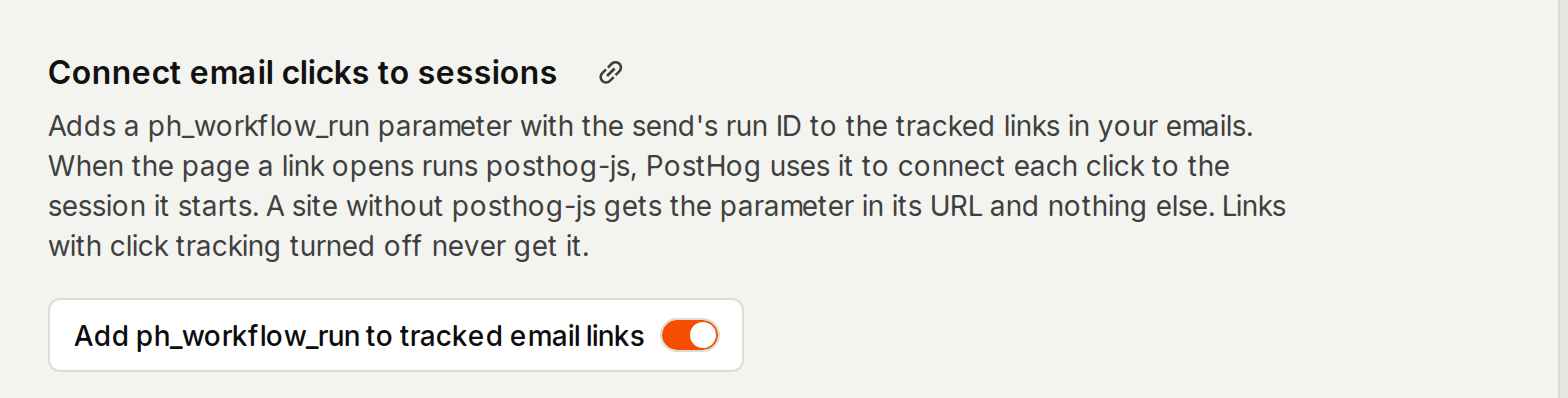 Connect email clicks to sessions
Adds a ph_workflow_run parameter with the send's run ID to the tracked links in your emails.
When the page a link opens runs posthog-js, PostHog uses it to connect each click to the
session it starts. A site without posthog-js gets the parameter in its URL and nothing else. Links
with click tracking turned off never get it.
Add ph_workflow_run to tracked email links